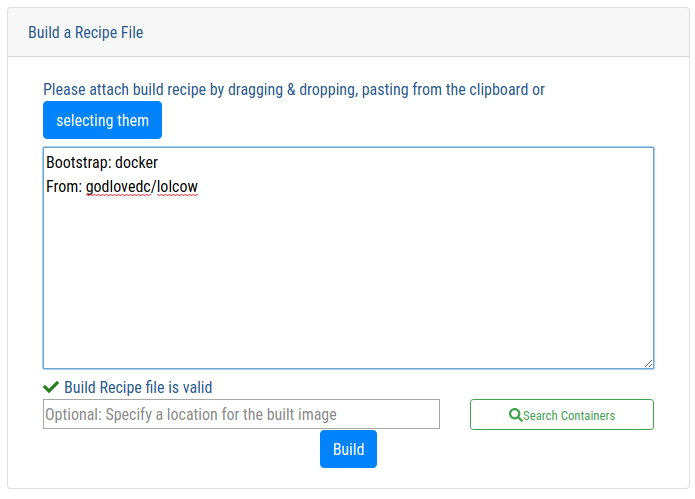 Build a Recipe File
Please attach build recipe by dragging & dropping, pasting from the clipboard or
selecting them
Bootstrap: docker
From: godlovedc/lolcow
Build Recipe file is valid
Optional: Specify a location for the built image
Search Containers
Build